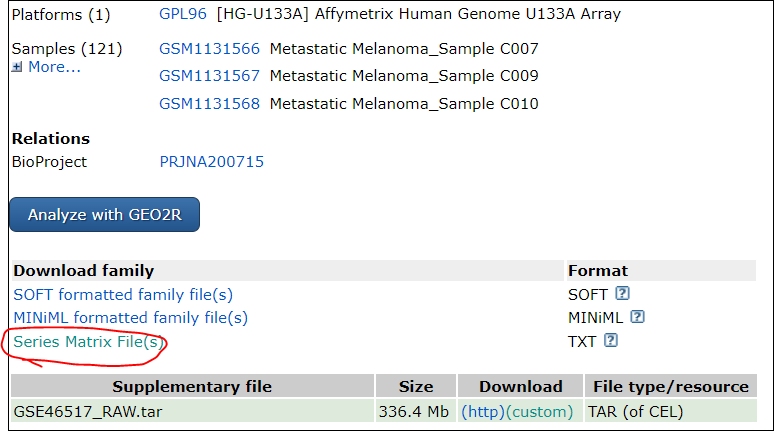 Platforms (1) GPL96 [HG-U133A] Affymetrix Human Genome U133A Array
Samples (121) GSM1131566 Metastatic Melanoma_Sample C007
More... GSM1131567 Metastatic Melanoma_Sample C009
GSM1131568 Metastatic Melanoma_Sample C010
Relations
BioProject PRJNA200715
Analyze with GEO2R
Download family Format
SOFT formatted family file(s) SOFT ?
MINiML formatted family file(s) MINiML ?
Series Matrix File(s) TXT ?
Supplementary file Size Download File type/resource
GSE46517_RAW.tar 336.4 Mb (http)(custom) TAR (of CEL)